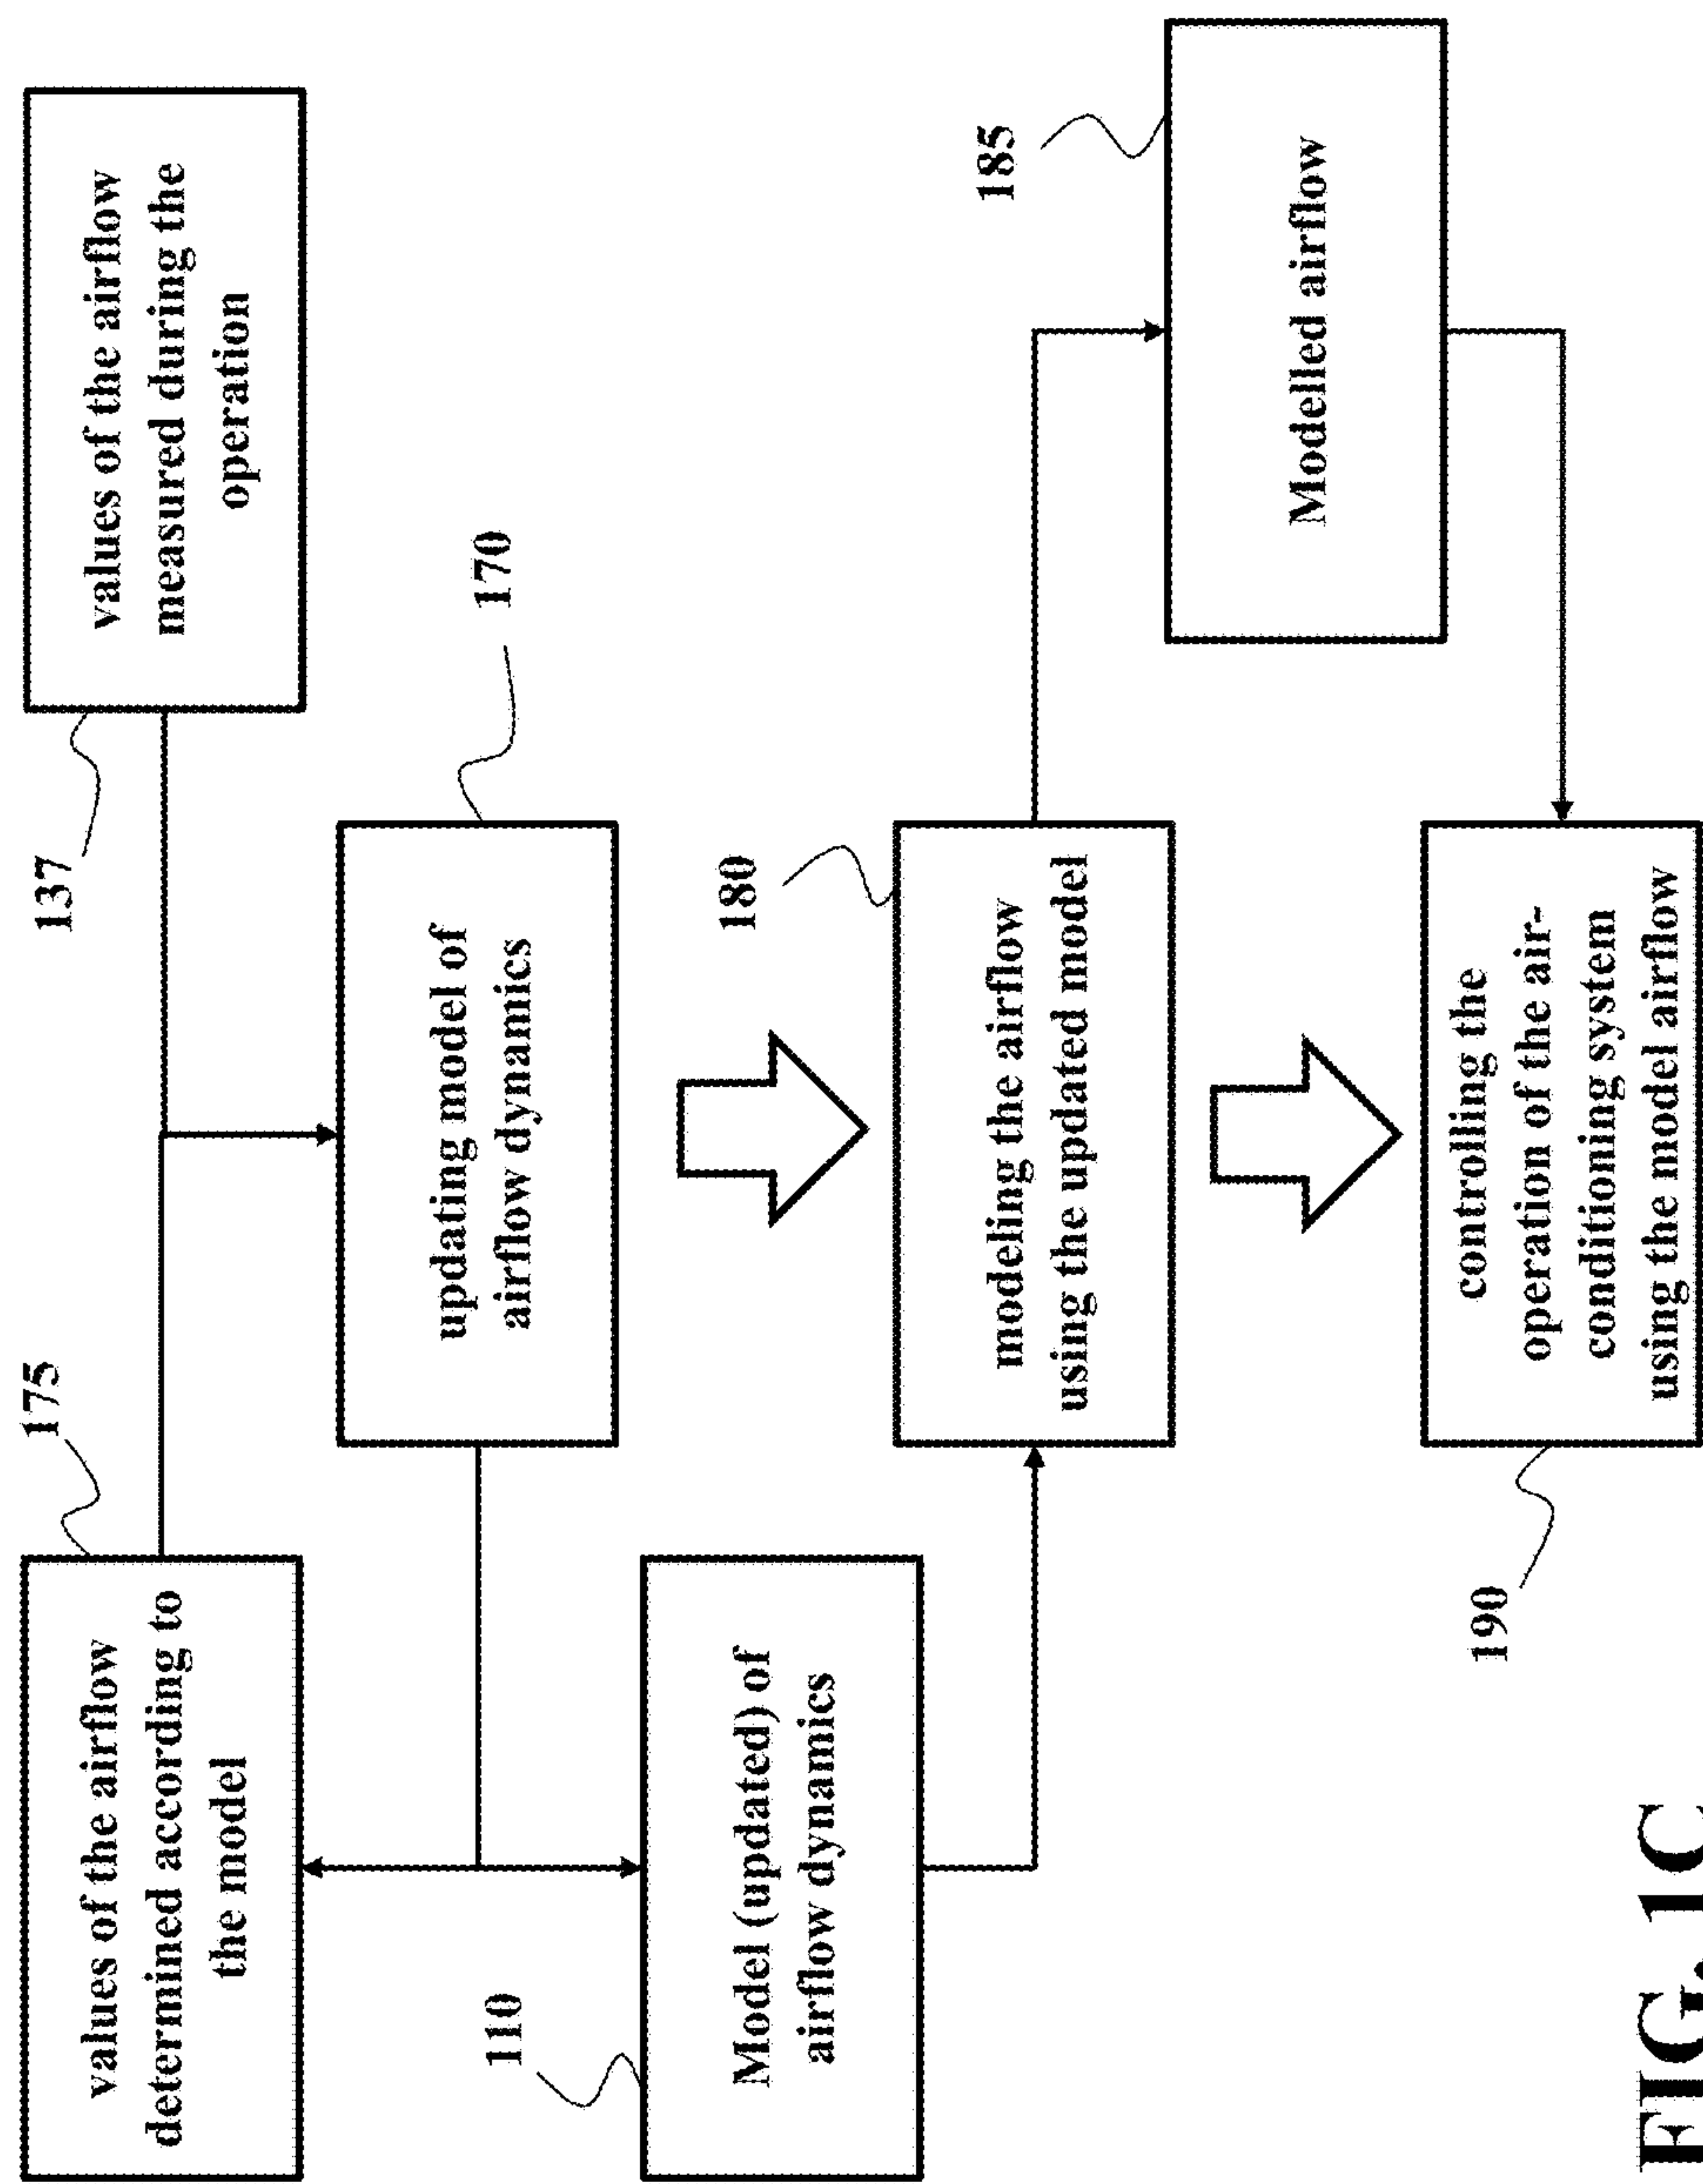 175
values of the airflow
determined according to
the model
137
values of the airflow
measured during the
operation
170
updating model of
airflow dynamics
110
Model (updated) of
airflow dynamics
180
modeling the airflow
using the updated model
185
Modelled airflow
190
controlling the
operation of the air-
conditioning system
using the model airflow
FIG. 1C